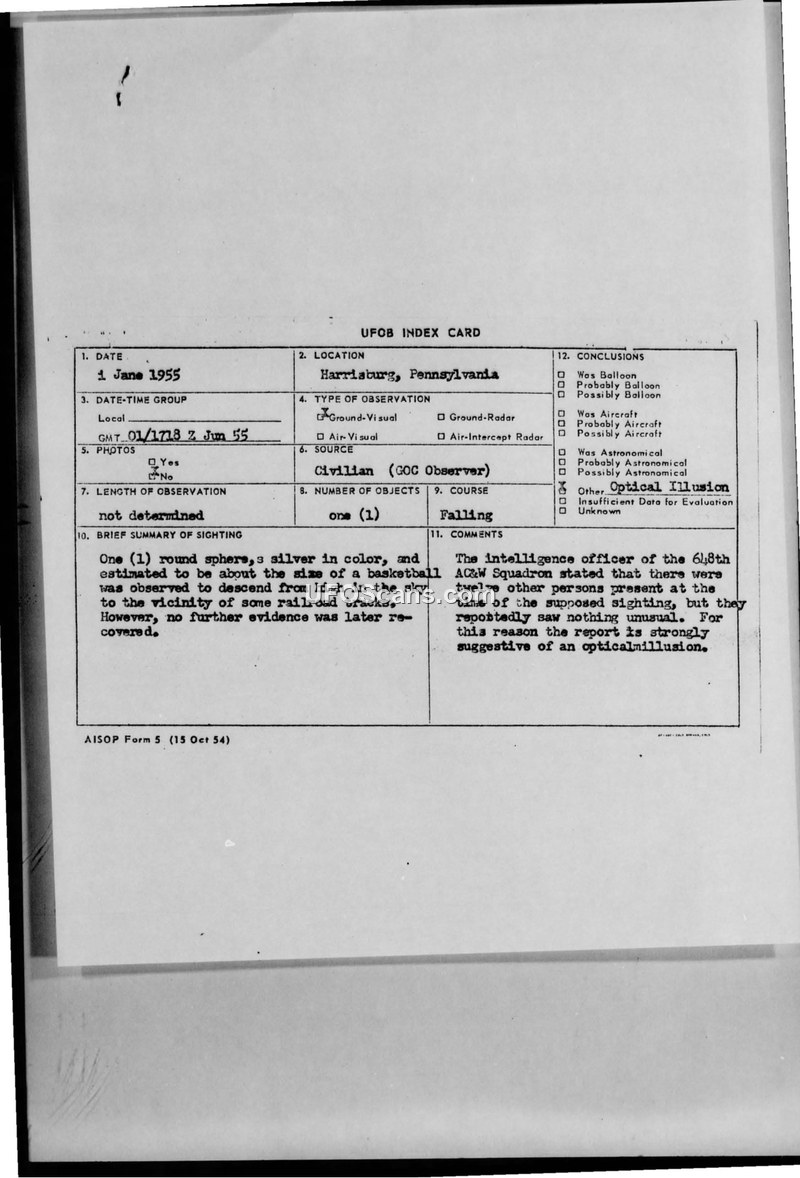 UFOB INDEX CARD
1. DATE
1 June 1955
2. LOCATION
Harrisburg, Pennsylvania
3. DATE-TIME GROUP
Local
GMT 01/1718 Z Jun 55
4. TYPE OF OBSERVATION
X Ground-Visual □ Ground-Radar
□ Air-Visual □ Air-Intercept Radar
5. PHOTOS
□ Yes
X No
6. SOURCE
Civilian (GOC Observer)
7. LENGTH OF OBSERVATION
not determined
8. NUMBER OF OBJECTS
one (1)
9. COURSE
Falling
10. BRIEF SUMMARY OF SIGHTING
One (1) round sphere,s silver in color, and
estimated to be about the size of a basketball
was observed to descend from in the sky
to the vicinity of some railroad tracks.
However, no further evidence was later re-
covered.
11. COMMENTS
The intelligence officer of the 648th
AC&W Squadron stated that there were
twelve other persons present at the
time of the supposed sighting, but they
repottedly saw nothing unusual. For
this reason the report is strongly
suggestive of an opticalmillusion.
12. CONCLUSIONS
□ Was Balloon
□ Probably Balloon
□ Possibly Balloon
□ Was Aircraft
□ Probably Aircraft
□ Possibly Aircraft
□ Was Astronomical
□ Probably Astronomical
□ Possibly Astronomical
X Other Optical Illusion
□ Insufficient Data for Evaluation
□ Unknown
AISOP Form 5 (15 Oct 54)
UFOScans.com